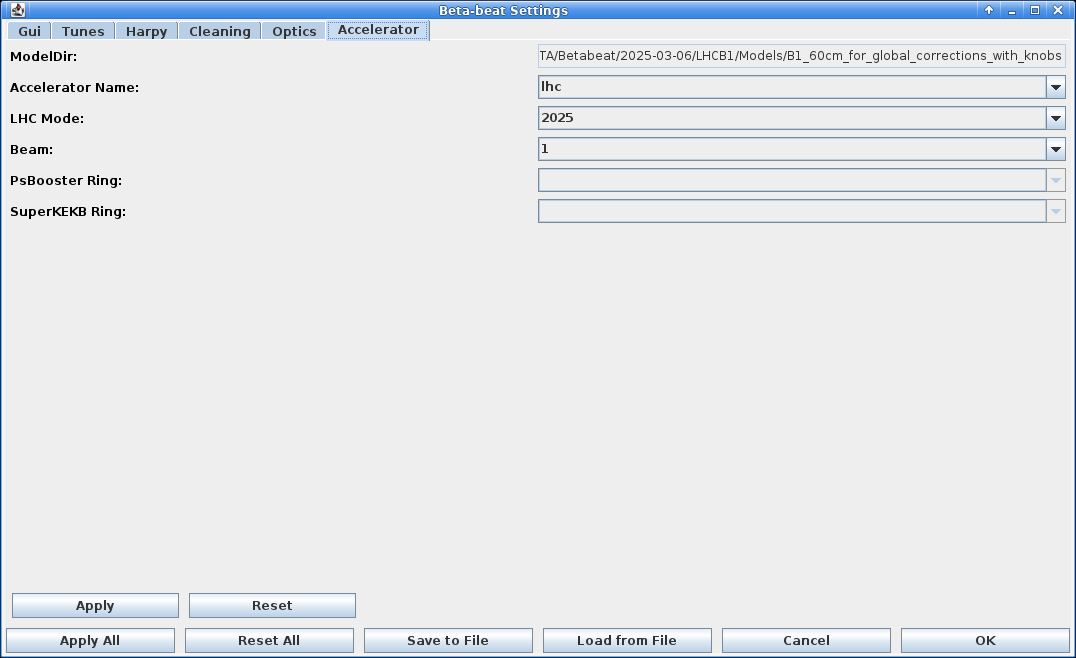 Beta-beat Settings
Gui Tunes Harpy Cleaning Optics Accelerator
ModelDir: TA/Betabeat/2025-03-06/LHCB1/Models/B1_60cm_for_global_corrections_with_knobs
Accelerator Name: lhc
LHC Mode: 2025
Beam: 1
PsBooster Ring:
SuperKEKB Ring:
Apply Reset
Apply All Reset All Save to File Load from File Cancel OK